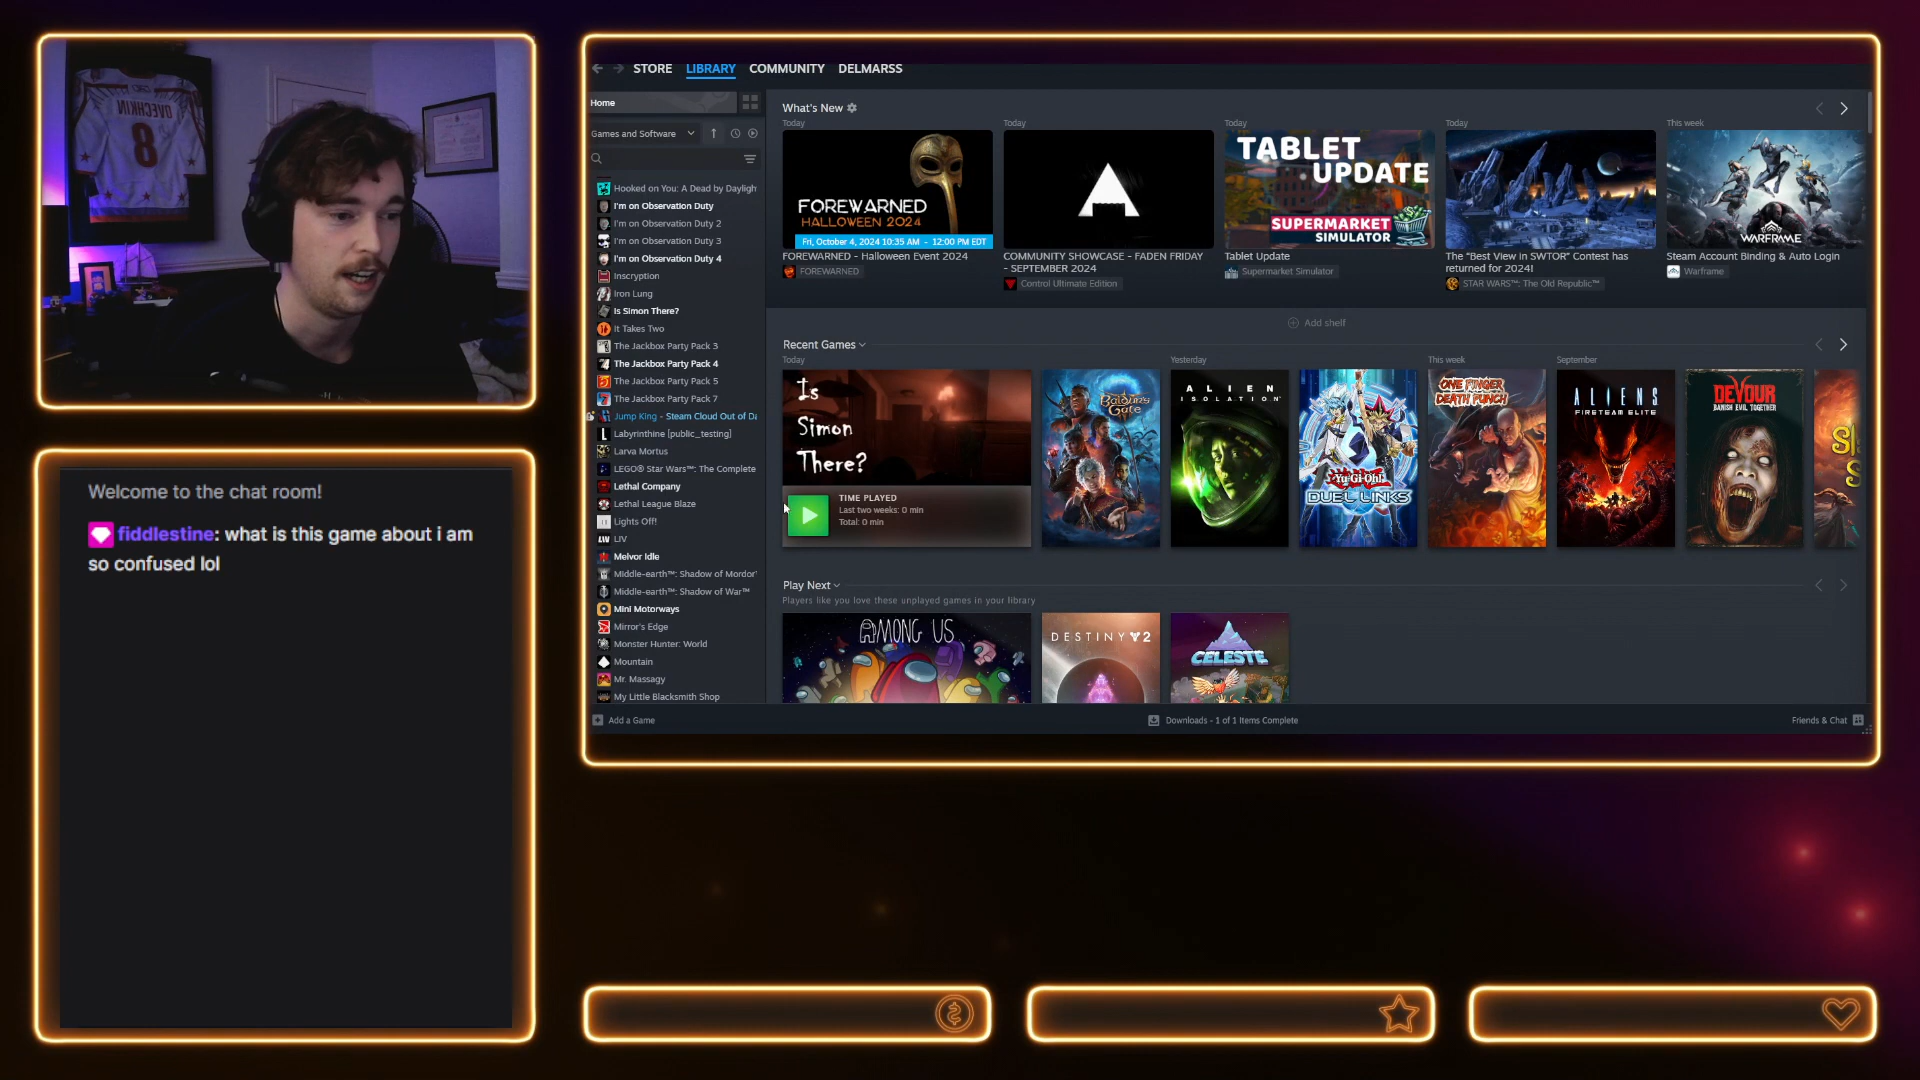 OVECHKIN
8
Welcome to the chat room!
fiddlestine: what is this game about i am
so confused lol
STORE
LIBRARY
COMMUNITY
DELMARSS
Home
Games and Software
Hooked on You: A Dead by Dayligh
I'm on Observation Duty
I'm on Observation Duty 2
I'm on Observation Duty 3
I'm on Observation Duty 4
Inscryption
Iron Lung
Is Simon There?
It Takes Two
The Jackbox Party Pack 3
The Jackbox Party Pack 4
The Jackbox Party Pack 5
The Jackbox Party Pack 7
Jump King - Steam Cloud Out of Da
Labyrinthine [public_testing]
Larva Mortus
LEGO® Star Wars™: The Complete
Lethal Company
Lethal League Blaze
Lights Off!
LIV
Melvor Idle
Middle-earth™: Shadow of Mordor
Middle-earth™: Shadow of War™
Mini Motorways
Mirror's Edge
Monster Hunter: World
Mountain
Mr. Massagy
My Little Blacksmith Shop
Add a Game
What's New
Today
FOREWARNED
HALLOWEEN 2024
Fri, October 4, 2024 10:35 AM - 12:00 PM EDT
FOREWARNED - Halloween Event 2024
FOREWARNED
Today
COMMUNITY SHOWCASE - FADEN FRIDAY
- SEPTEMBER 2024
Control Ultimate Edition
Today
TABLET
UPDATE
SUPERMARKET
SIMULATOR
Tablet Update
Supermarket Simulator
Today
The "Best View in SWTOR" Contest has
returned for 2024!
STAR WARS™: The Old Republic™
This week
WARFRAME
Steam Account Binding & Auto Login
Warframe
Add shelf
Recent Games
Today
Is
Simon
There?
TIME PLAYED
Last two weeks: 0 min
Total: 0 min
Baldur's
Gate
Yesterday
ALIEN
ISOLATION
Yu-Gi-Oh!
DUEL LINKS
This week
ONE FINGER
DEATH PUNCH
September
ALIENS
FIRETEAM ELITE
DEVOUR
BANISH EVIL TOGETHER
Play Next
Players like you love these unplayed games in your library
AMONG US
DESTINY 2
CELESTE
Downloads - 1 of 1 Items Complete
Friends & Chat